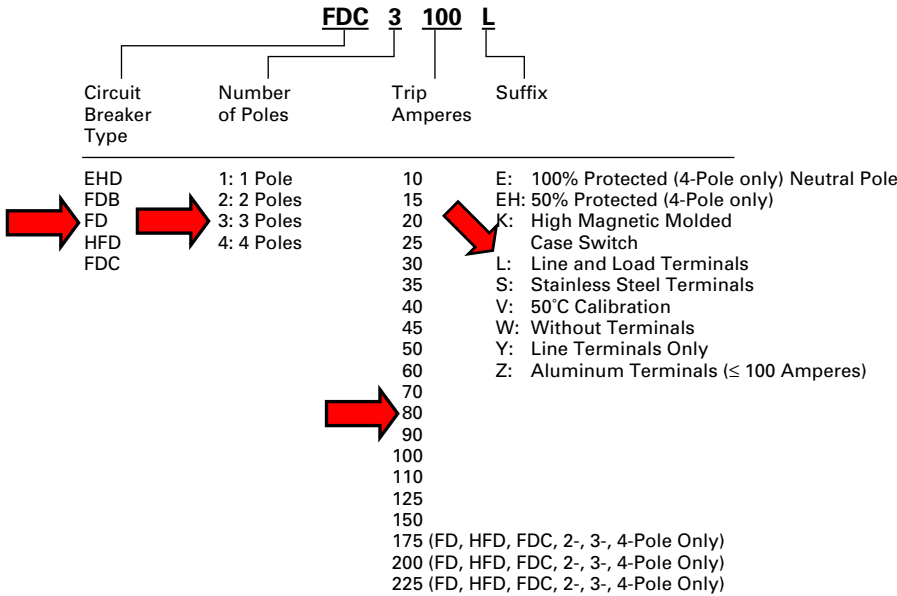 FDC 3 100 L
Circuit Number Trip Suffix
Breaker of Poles Amperes
Type
EHD 1: 1 Pole 10 E: 100% Protected (4-Pole only) Neutral Pole
FDB 2: 2 Poles 15 EH: 50% Protected (4-Pole only)
FD 3: 3 Poles 20 K: High Magnetic Molded
HFD 4: 4 Poles 25 Case Switch
FDC 30 L: Line and Load Terminals
35 S: Stainless Steel Terminals
40 V: 50˚C Calibration
45 W: Without Terminals
50 Y: Line Terminals Only
60 Z: Aluminum Terminals (≤ 100 Amperes)
70
80
90
100
110
125
150
175 (FD, HFD, FDC, 2-, 3-, 4-Pole Only)
200 (FD, HFD, FDC, 2-, 3-, 4-Pole Only)
225 (FD, HFD, FDC, 2-, 3-, 4-Pole Only)